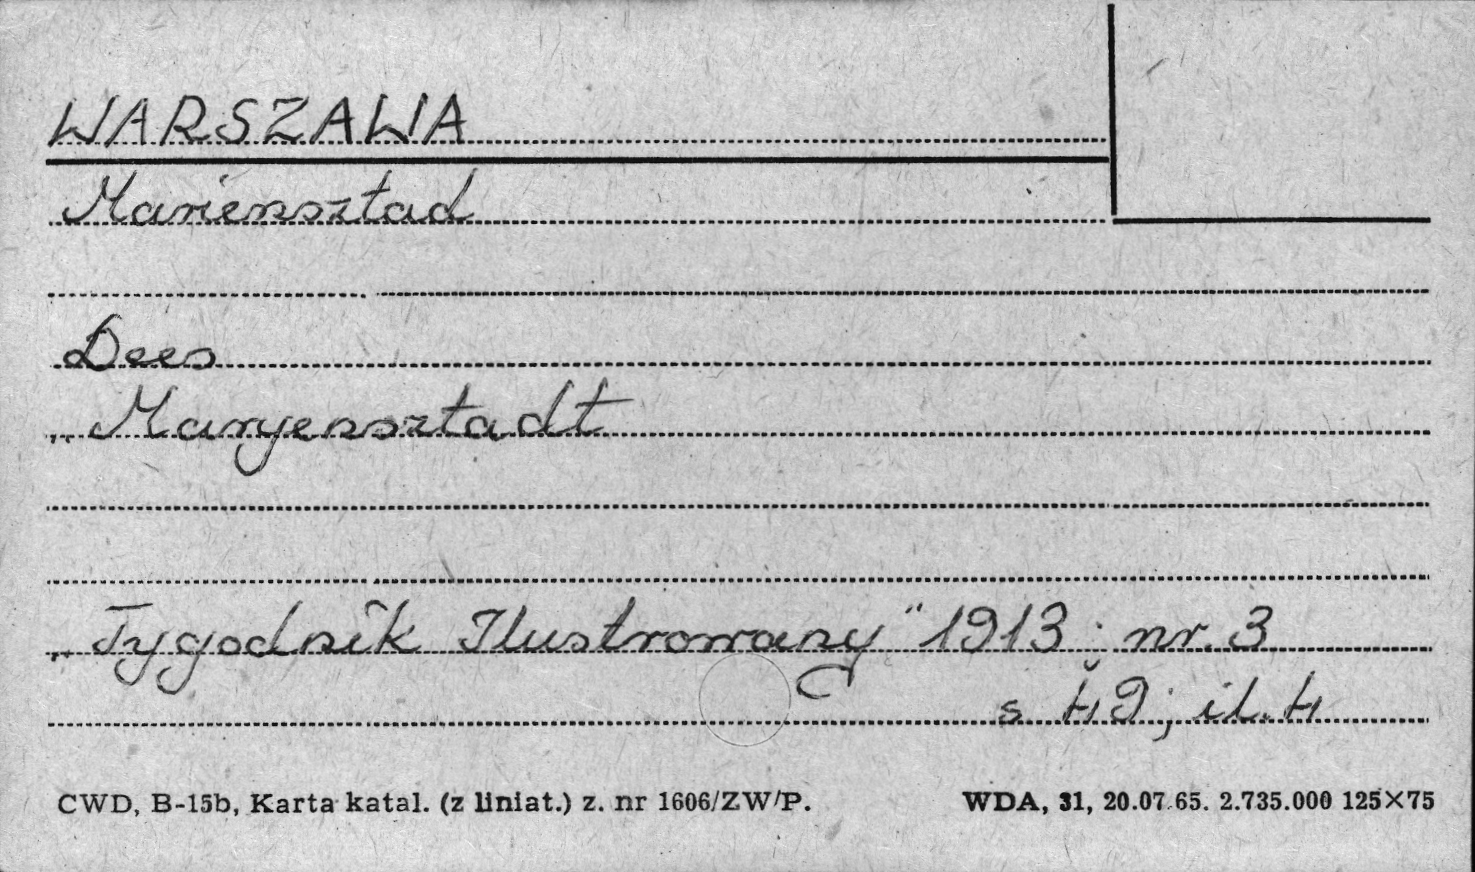 WARSZAWA
Mariensztad
Dees
„Maryensztadt
„Tygodnik Ilustrowany" 1913; nr. 3
s 49; il. 4
CWD, B-15b, Karta katal. (z liniat.) z. nr 1606/ZW/P.
WDA, 31, 20.07.65. 2.735.000 125×75